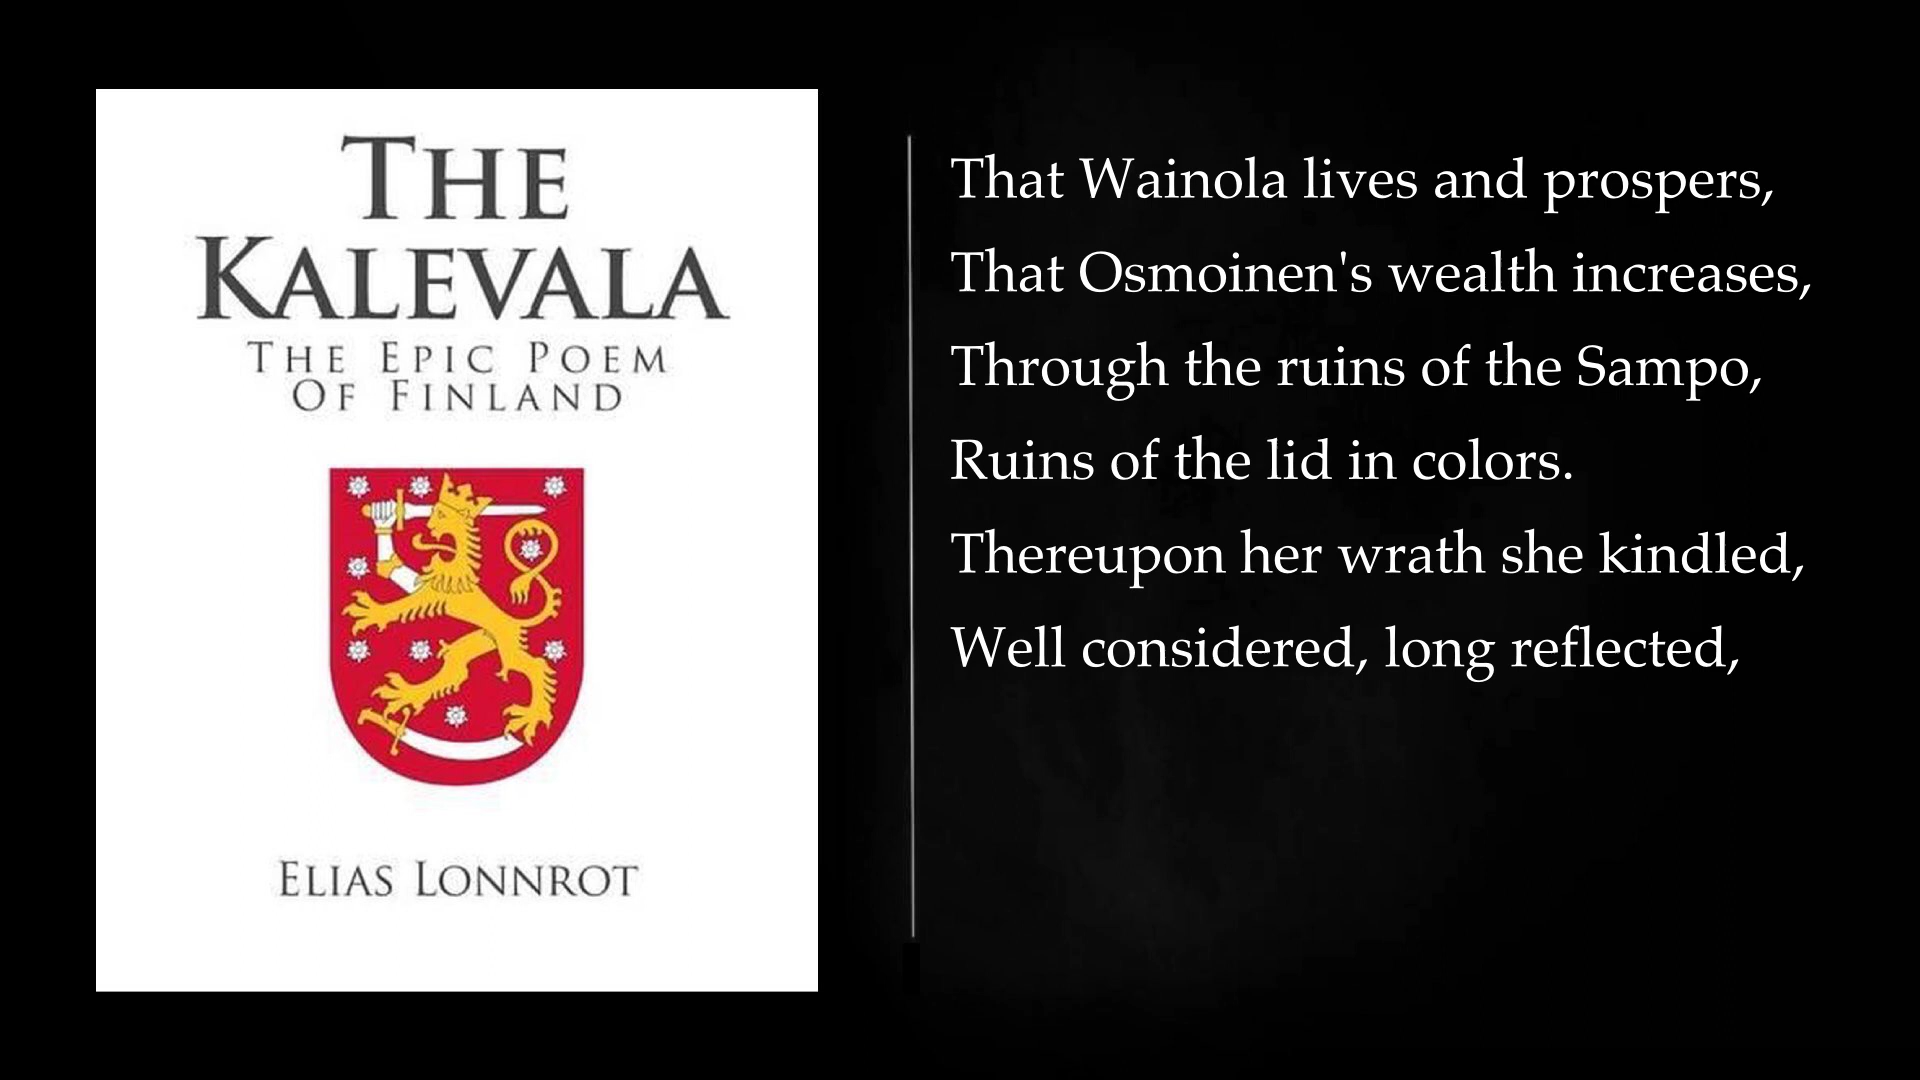 THE
KALEVALA
THE EPIC POEM
OF FINLAND
ELIAS LONNROT
That Wainola lives and prospers,
That Osmoinen's wealth increases,
Through the ruins of the Sampo,
Ruins of the lid in colors.
Thereupon her wrath she kindled,
Well considered, long reflected,